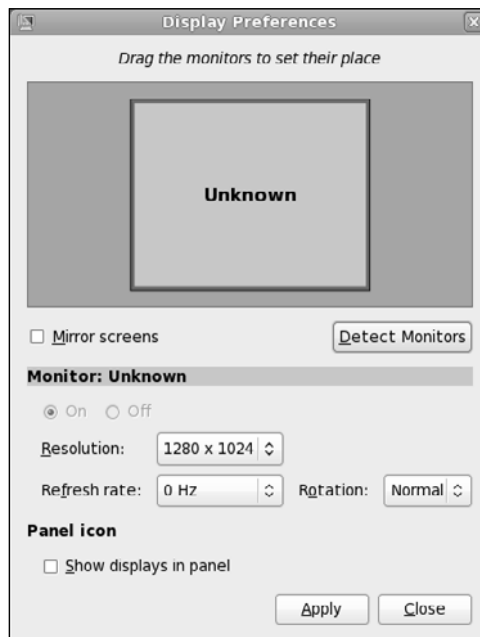 Display Preferences
Drag the monitors to set their place
Unknown
Mirror screens
Detect Monitors
Monitor: Unknown
On Off
Resolution: 1280 x 1024
Refresh rate: 0 Hz Rotation: Normal
Panel icon
Show displays in panel
Apply Close